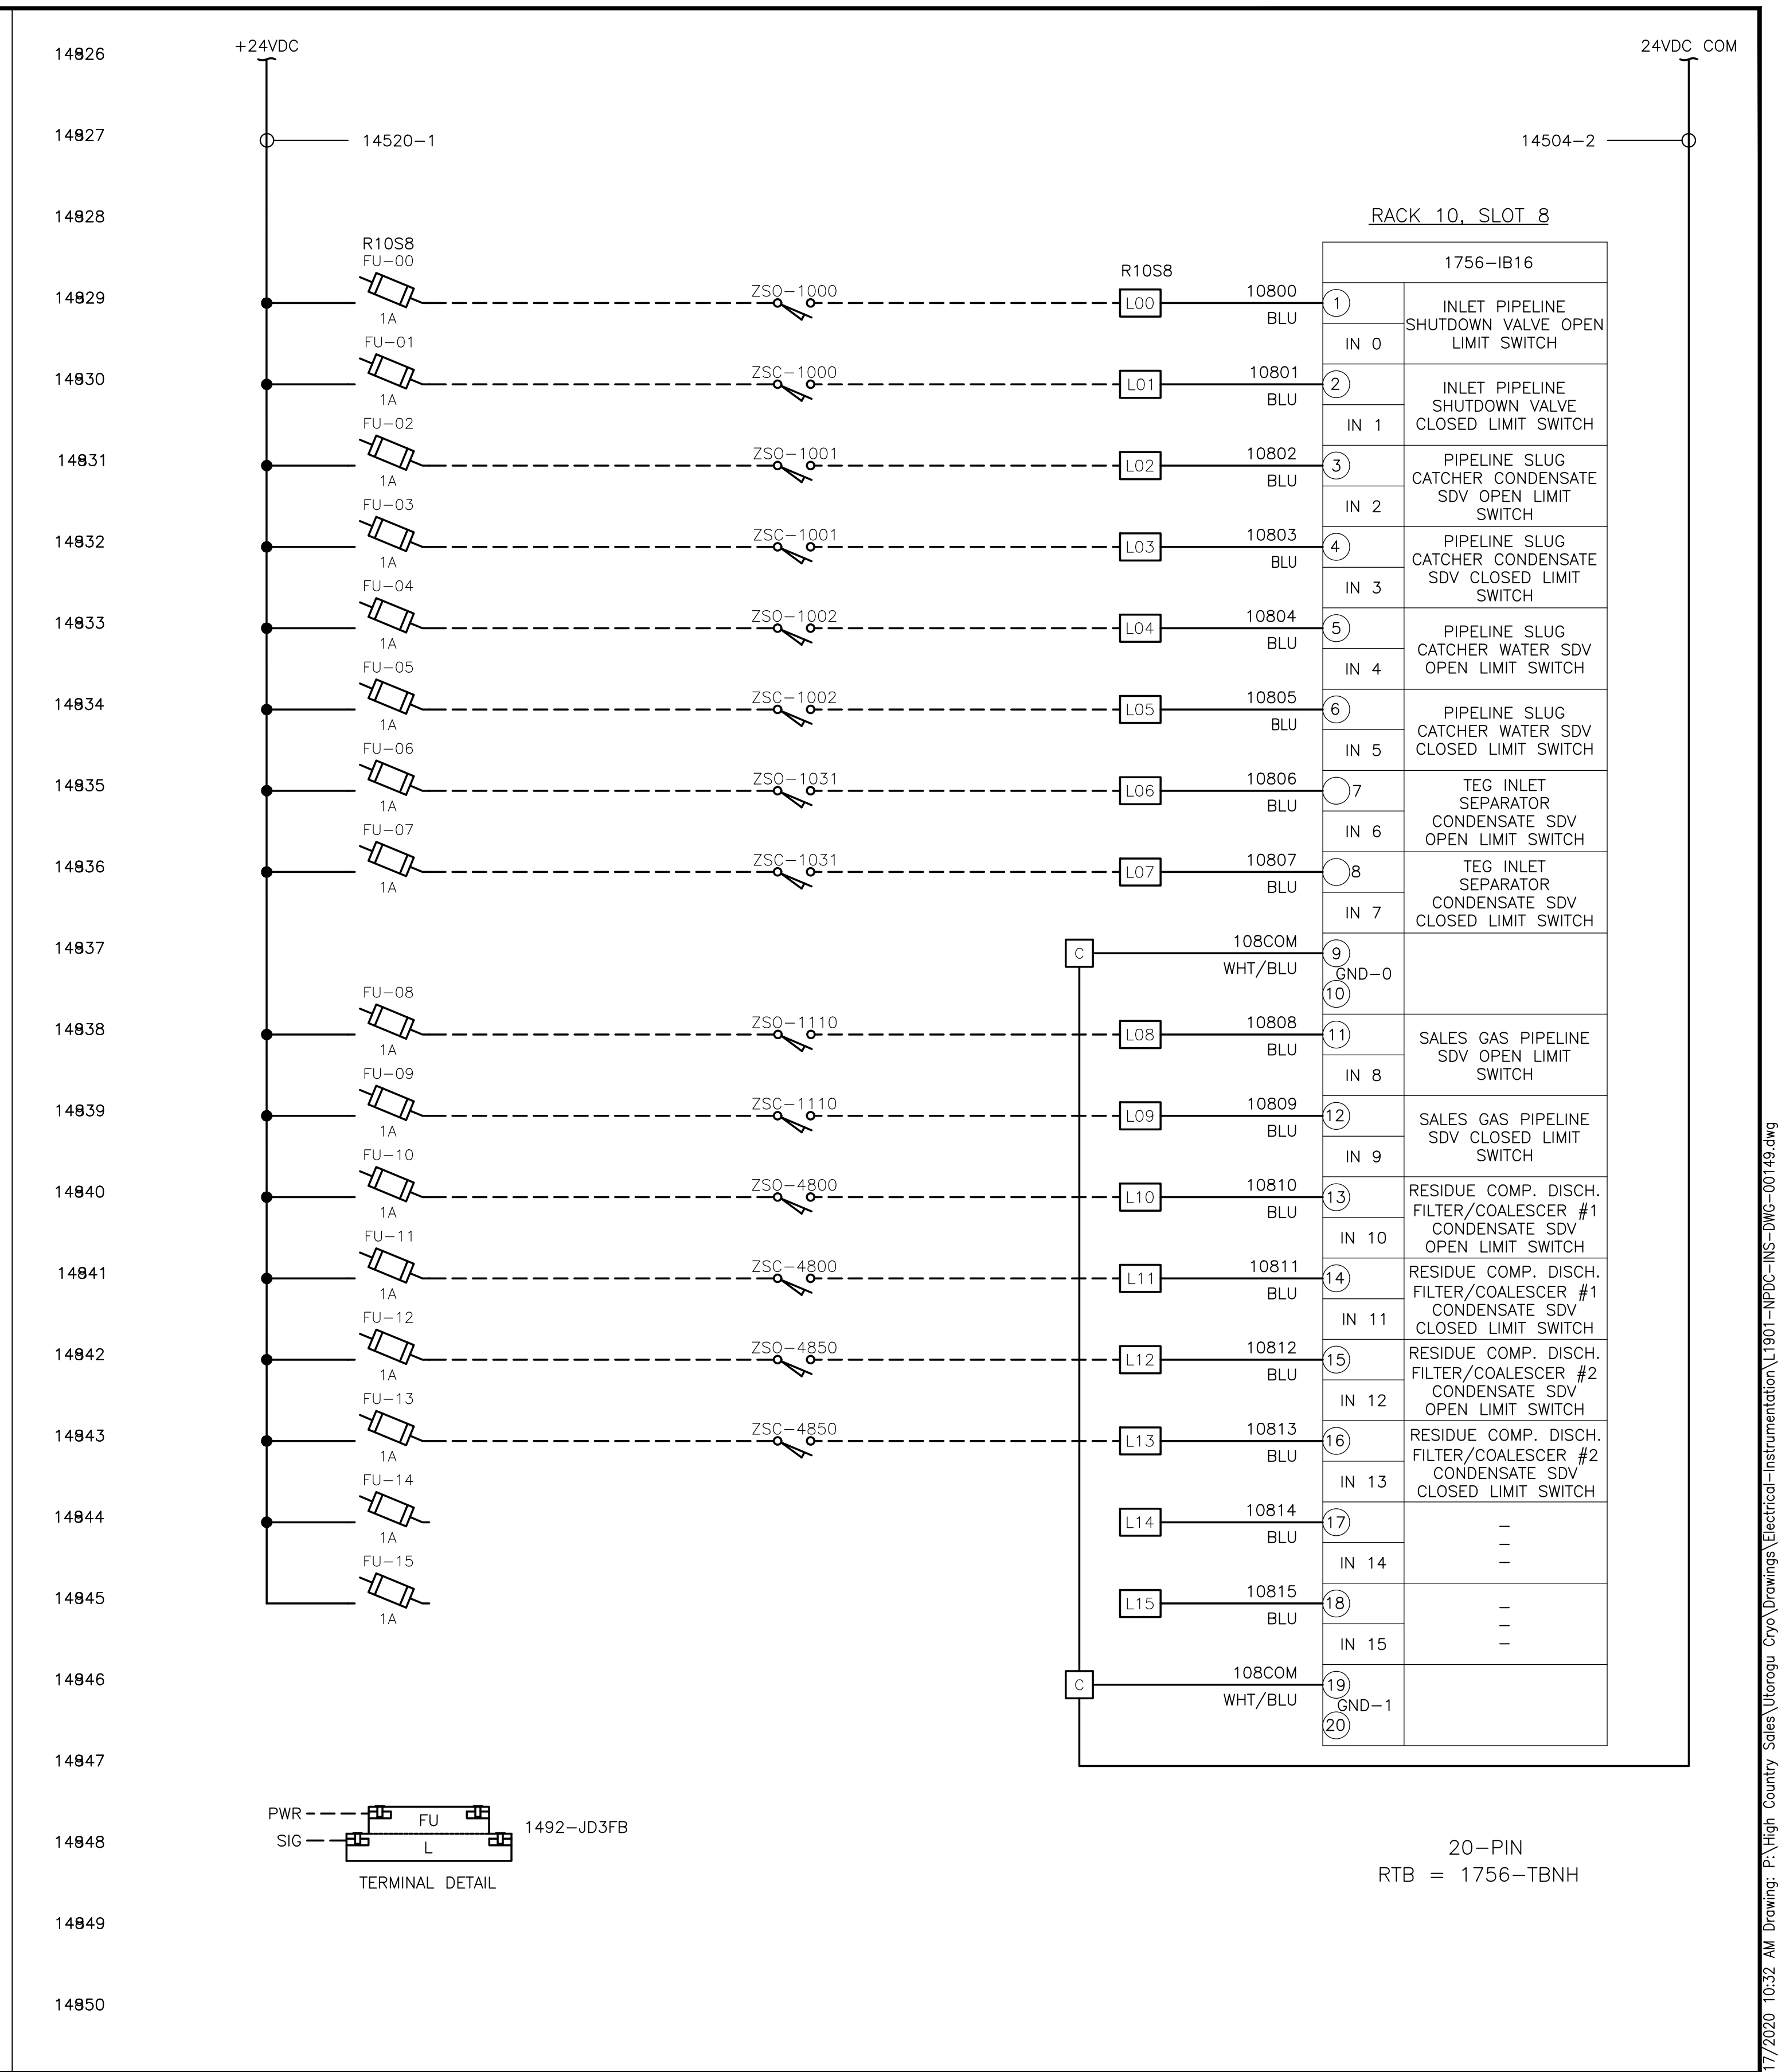 14826
+24VDC
24VDC COM
14827
14520-1
14504-2
14828
RACK 10, SLOT 8
R10S8
FU-00
R10S8
1756-IB16
14829
1A
ZSO-1000
L00
10800
BLU
1
IN 0
INLET PIPELINE
SHUTDOWN VALVE OPEN
LIMIT SWITCH
FU-01
14830
1A
ZSC-1000
L01
10801
BLU
2
IN 1
INLET PIPELINE
SHUTDOWN VALVE
CLOSED LIMIT SWITCH
FU-02
14831
1A
ZSO-1001
L02
10802
BLU
3
IN 2
PIPELINE SLUG
CATCHER CONDENSATE
SDV OPEN LIMIT
SWITCH
FU-03
14832
1A
ZSC-1001
L03
10803
BLU
4
IN 3
PIPELINE SLUG
CATCHER CONDENSATE
SDV CLOSED LIMIT
SWITCH
FU-04
14833
1A
ZSO-1002
L04
10804
BLU
5
IN 4
PIPELINE SLUG
CATCHER WATER SDV
OPEN LIMIT SWITCH
FU-05
14834
1A
ZSC-1002
L05
10805
BLU
6
IN 5
PIPELINE SLUG
CATCHER WATER SDV
CLOSED LIMIT SWITCH
FU-06
14835
1A
ZSO-1031
L06
10806
BLU
7
IN 6
TEG INLET
SEPARATOR
CONDENSATE SDV
OPEN LIMIT SWITCH
FU-07
14836
1A
ZSC-1031
L07
10807
BLU
8
IN 7
TEG INLET
SEPARATOR
CONDENSATE SDV
CLOSED LIMIT SWITCH
14837
C
108COM
WHT/BLU
9
GND-0
10
FU-08
14838
1A
ZSO-1110
L08
10808
BLU
11
IN 8
SALES GAS PIPELINE
SDV OPEN LIMIT
SWITCH
FU-09
14839
1A
ZSC-1110
L09
10809
BLU
12
IN 9
SALES GAS PIPELINE
SDV CLOSED LIMIT
SWITCH
FU-10
14840
1A
ZSO-4800
L10
10810
BLU
13
IN 10
RESIDUE COMP. DISCH.
FILTER/COALESCER #1
CONDENSATE SDV
OPEN LIMIT SWITCH
FU-11
14841
1A
ZSC-4800
L11
10811
BLU
14
IN 11
RESIDUE COMP. DISCH.
FILTER/COALESCER #1
CONDENSATE SDV
CLOSED LIMIT SWITCH
FU-12
14842
1A
ZSO-4850
L12
10812
BLU
15
IN 12
RESIDUE COMP. DISCH.
FILTER/COALESCER #2
CONDENSATE SDV
OPEN LIMIT SWITCH
FU-13
14843
1A
ZSC-4850
L13
10813
BLU
16
IN 13
RESIDUE COMP. DISCH.
FILTER/COALESCER #2
CONDENSATE SDV
CLOSED LIMIT SWITCH
FU-14
14844
1A
L14
10814
BLU
17
IN 14
-
-
-
FU-15
14845
1A
L15
10815
BLU
18
IN 15
-
-
-
14846
C
108COM
WHT/BLU
19
GND-1
20
14847
PWR
FU
1492-JD3FB
14848
SIG
L
TERMINAL DETAIL
20-PIN
RTB = 1756-TBNH
14849
14850
17/2020 10:32 AM Drawing: P:\High Country Sales\Utorogu Cryo\Drawings\Electrical-Instrumentation\L1901-NPDC-INS-DWG-00149.dwg